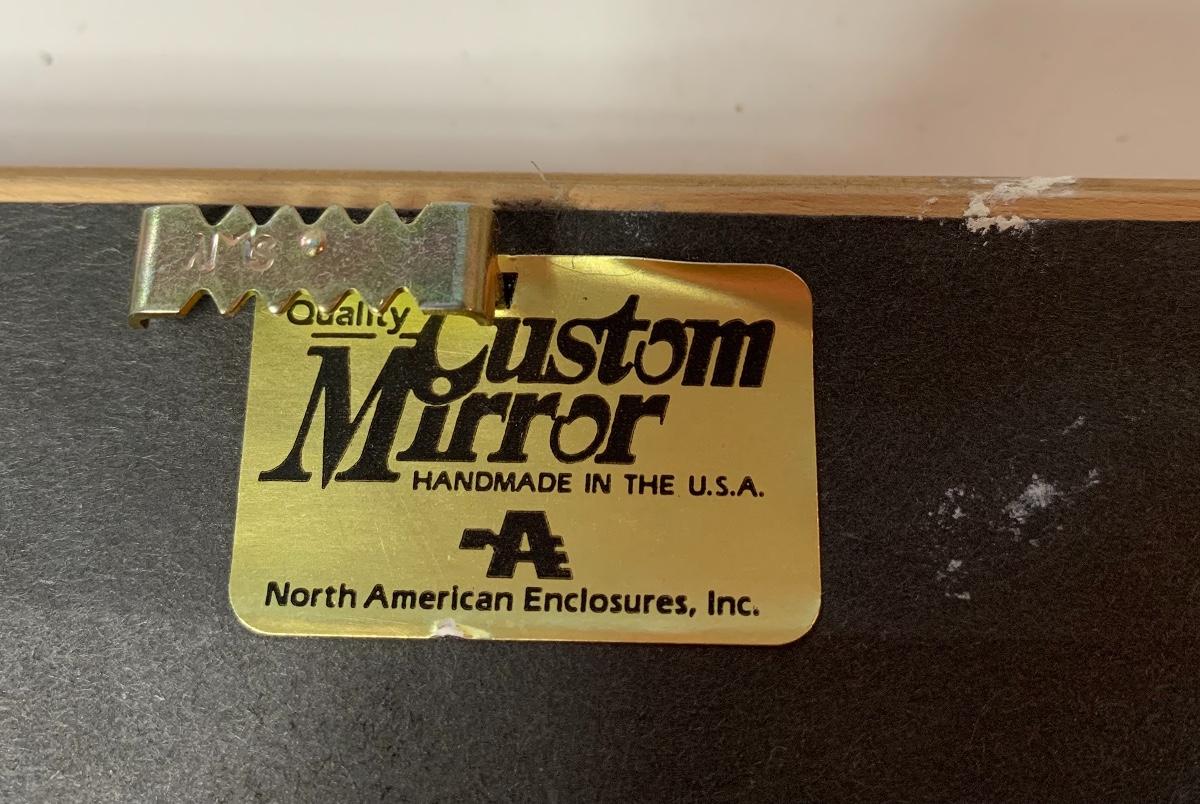 Quality Custom
Mirror
HANDMADE IN THE U.S.A.
A
North American Enclosures, Inc.